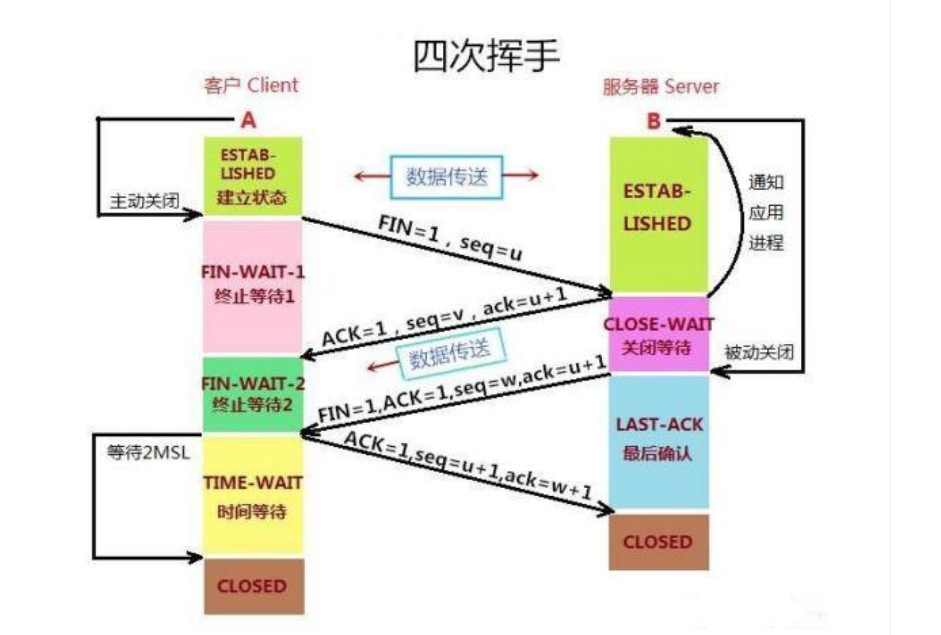 四次挥手
客户 Client
服务器 Server
A
B
ESTAB-
LISHED
建立状态
数据传送
ESTAB-
LISHED
通知
应用
进程
主动关闭
FIN=1，seq=u
FIN-WAIT-1
终止等待1
ACK=1，seq=v，ack=u+1
CLOSE-WAIT
关闭等待
被动关闭
数据传送
FIN-WAIT-2
终止等待2
FIN=1,ACK=1,seq=w,ack=u+1
LAST-ACK
最后确认
等待2MSL
ACK=1,seq=u+1,ack=w+1
TIME-WAIT
时间等待
CLOSED
CLOSED